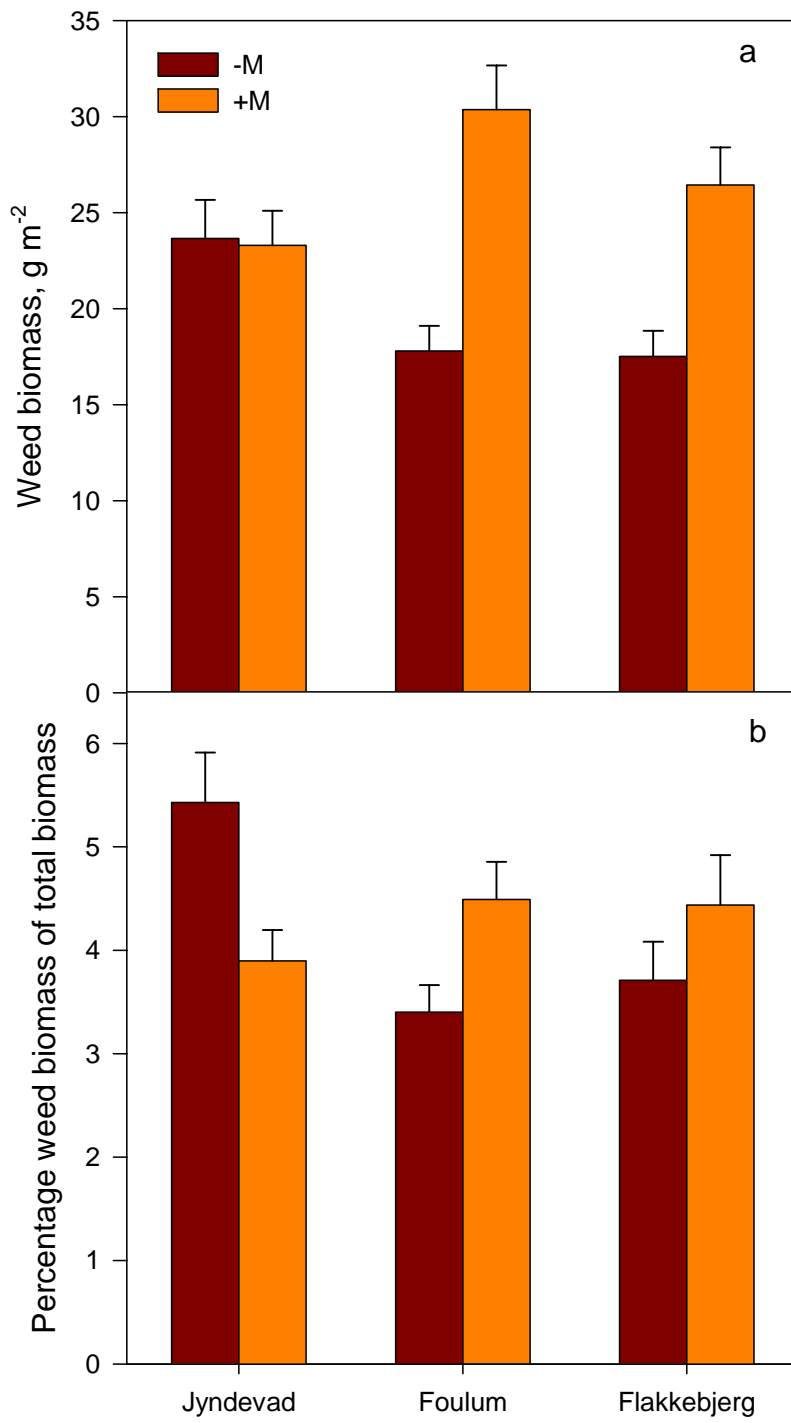 35
30
25
20
15
10
5
0
Weed biomass, g m⁻²
-M
+M
a
6
5
4
3
2
1
0
Percentage weed biomass of total biomass
b
Jyndevad Foulum Flakkebjerg